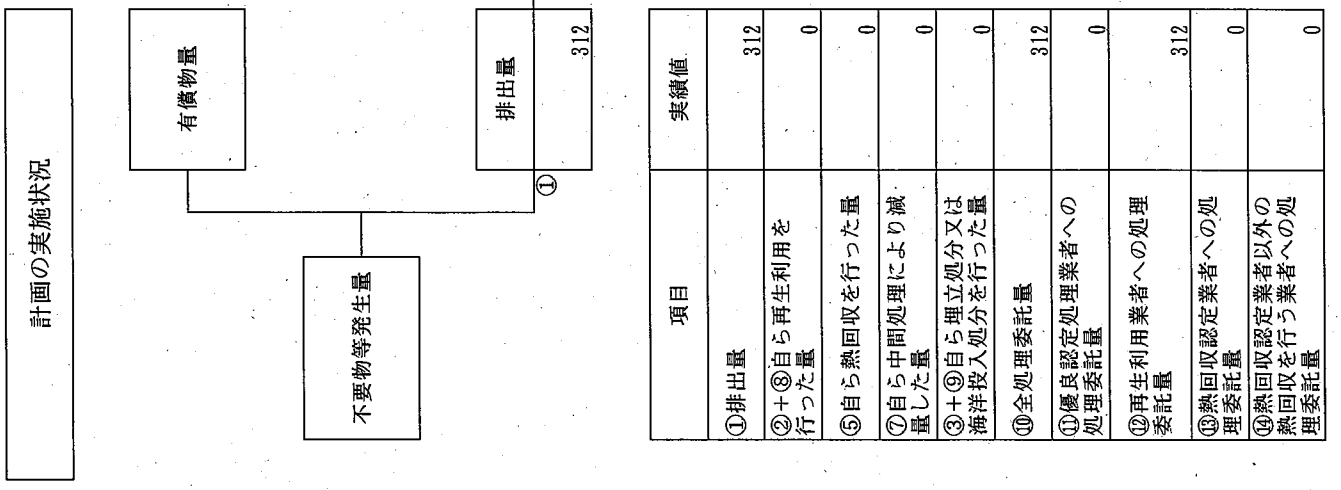 計画の実施状況
有償物量
不要物等発生量
排出量
①
312
項目 実績値
①排出量 312
②+⑧自ら再生利用を
行った量 0
⑤自ら熱回収を行った量 0
⑦自ら中間処理により減
量した量 0
③+⑨自ら埋立処分又は
海洋投入処分を行った量 0
⑩全処理委託量 312
⑪優良認定処理業者への
処理委託量 0
⑫再生利用業者への処理
委託量 312
⑬熱回収認定業者への処
理委託量 0
⑭熱回収認定業者以外の
熱回収を行う業者への処
理委託量 0